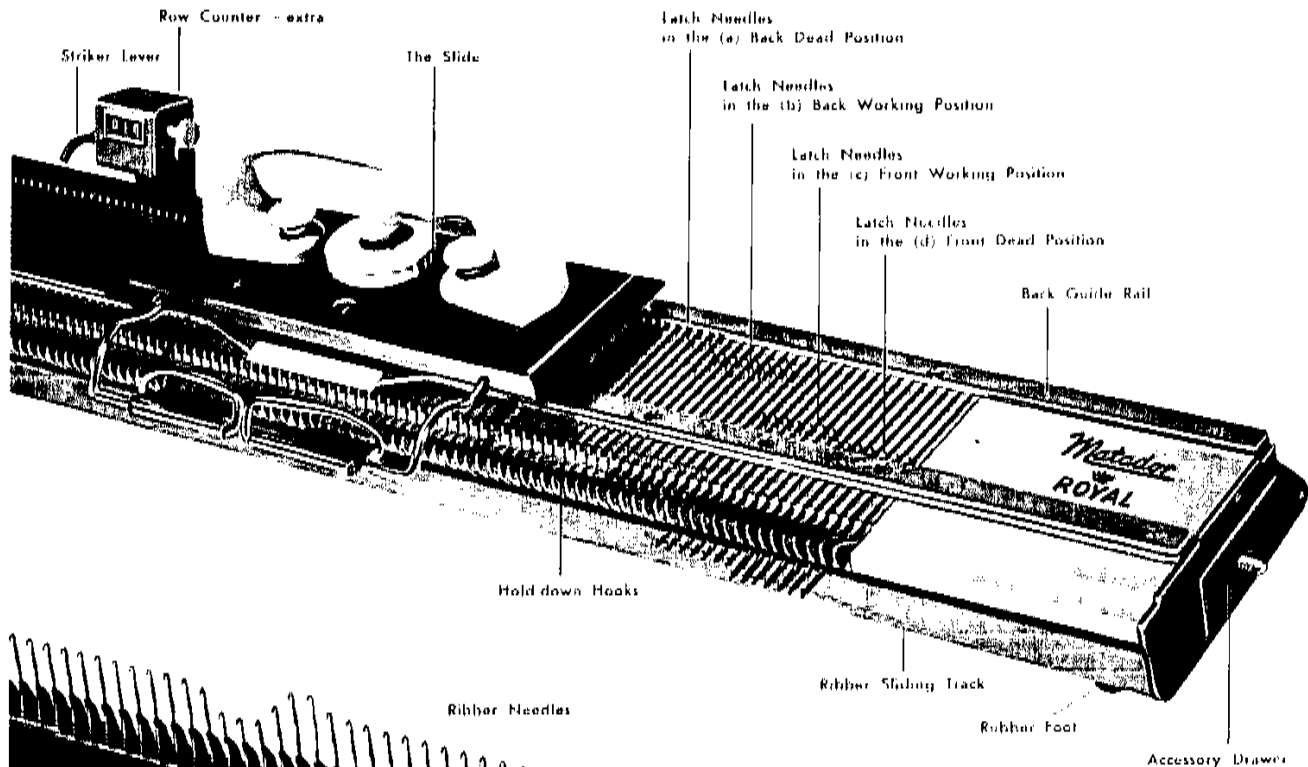 Row Counter - extra
Striker Lever
The Slide
Latch Needles
in the (a) Back Dead Position
Latch Needles
in the (b) Back Working Position
Latch Needles
in the (c) Front Working Position
Latch Needles
in the (d) Front Dead Position
Back Guide Rail
Matador
ROYAL
Hold down Hooks
Ribber Sliding Track
Ribber Needles
Rubber Foot
Accessory Drawer